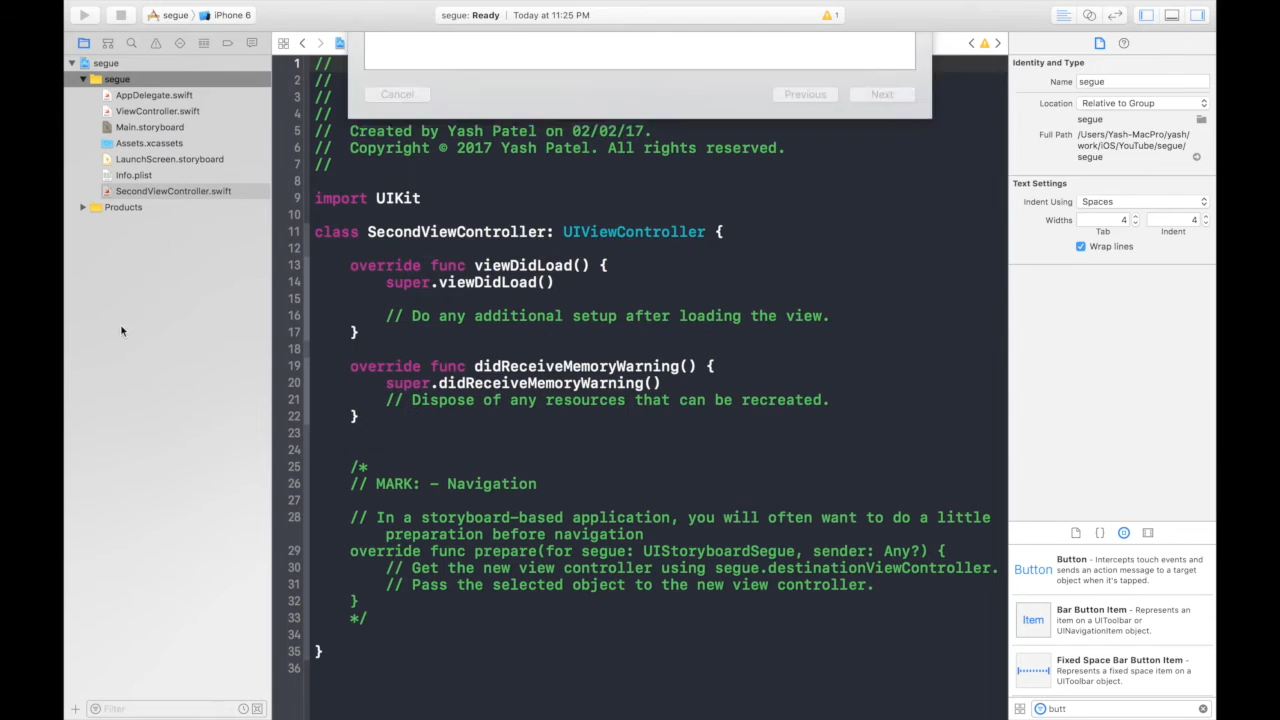 segue
iPhone 6
segue: Ready
Today at 11:25 PM
1
segue
segue
AppDelegate.swift
ViewController.swift
Main.storyboard
Assets.xcassets
LaunchScreen.storyboard
Info.plist
SecondViewController.swift
Products
Filter
Cancel
Previous
Next
1 //
2 //
3 //
4 //
5 //  Created by Yash Patel on 02/02/17.
6 //  Copyright © 2017 Yash Patel. All rights reserved.
7 //
8
9 import UIKit
10
11 class SecondViewController: UIViewController {
12
13 override func viewDidLoad() {
14 super.viewDidLoad()
15
16 // Do any additional setup after loading the view.
17 }
18
19 override func didReceiveMemoryWarning() {
20 super.didReceiveMemoryWarning()
21 // Dispose of any resources that can be recreated.
22 }
23
24
25 /*
26 // MARK: - Navigation
27
28 // In a storyboard-based application, you will often want to do a little
preparation before navigation
29 override func prepare(for segue: UIStoryboardSegue, sender: Any?) {
30 // Get the new view controller using segue.destinationViewController.
31 // Pass the selected object to the new view controller.
32 }
33 */
34
35 }
36
Identity and Type
Name segue
Location Relative to Group
segue
Full Path /Users/Yash-MacPro/yash/
work/iOS/YouTube/segue/
segue
Text Settings
Indent Using Spaces
Widths 4 4
Tab Indent
Wrap lines
Button
Button - Intercepts touch events and
sends an action message to a target
object when it's tapped.
Item
Bar Button Item - Represents an
item on a UIToolbar or
UINavigationItem object.
Fixed Space Bar Button Item -
Represents a fixed space item on a
UIToolbar object.
butt